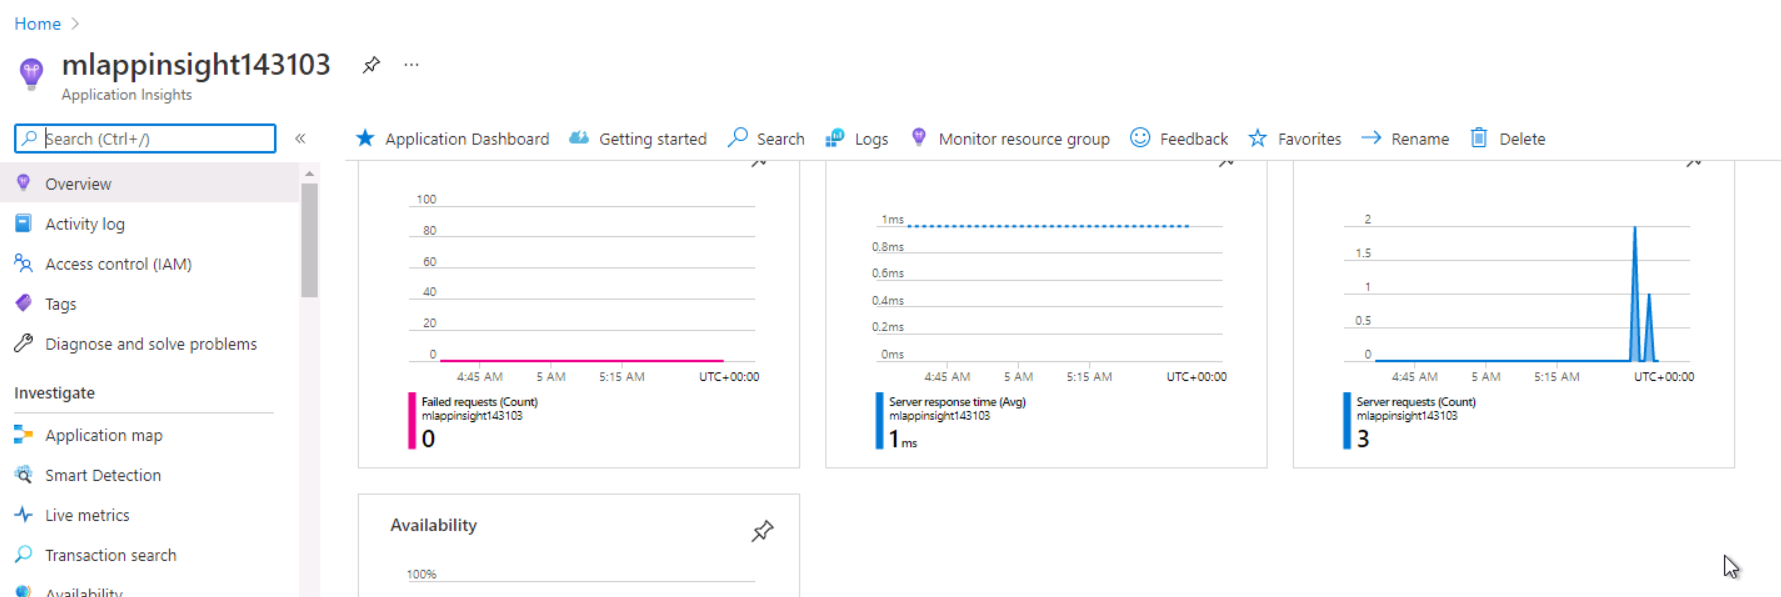 Home
mlappinsight143103
Application Insights
Search (Ctrl+/)
Application Dashboard
Getting started
Search
Logs
Monitor resource group
Feedback
Favorites
Rename
Delete
Overview
Activity log
Access control (IAM)
Tags
Diagnose and solve problems
Investigate
Application map
Smart Detection
Live metrics
Transaction search
Availability
100
80
60
40
20
0
4:45 AM 5 AM 5:15 AM UTC+00:00
Failed requests (Count)
mlappinsight143103
0
1ms
0.8ms
0.6ms
0.4ms
0.2ms
0ms
4:45 AM 5 AM 5:15 AM UTC+00:00
Server response time (Avg)
mlappinsight143103
1 ms
2
1.5
1
0.5
0
4:45 AM 5 AM 5:15 AM UTC+00:00
Server requests (Count)
mlappinsight143103
3
Availability
100%